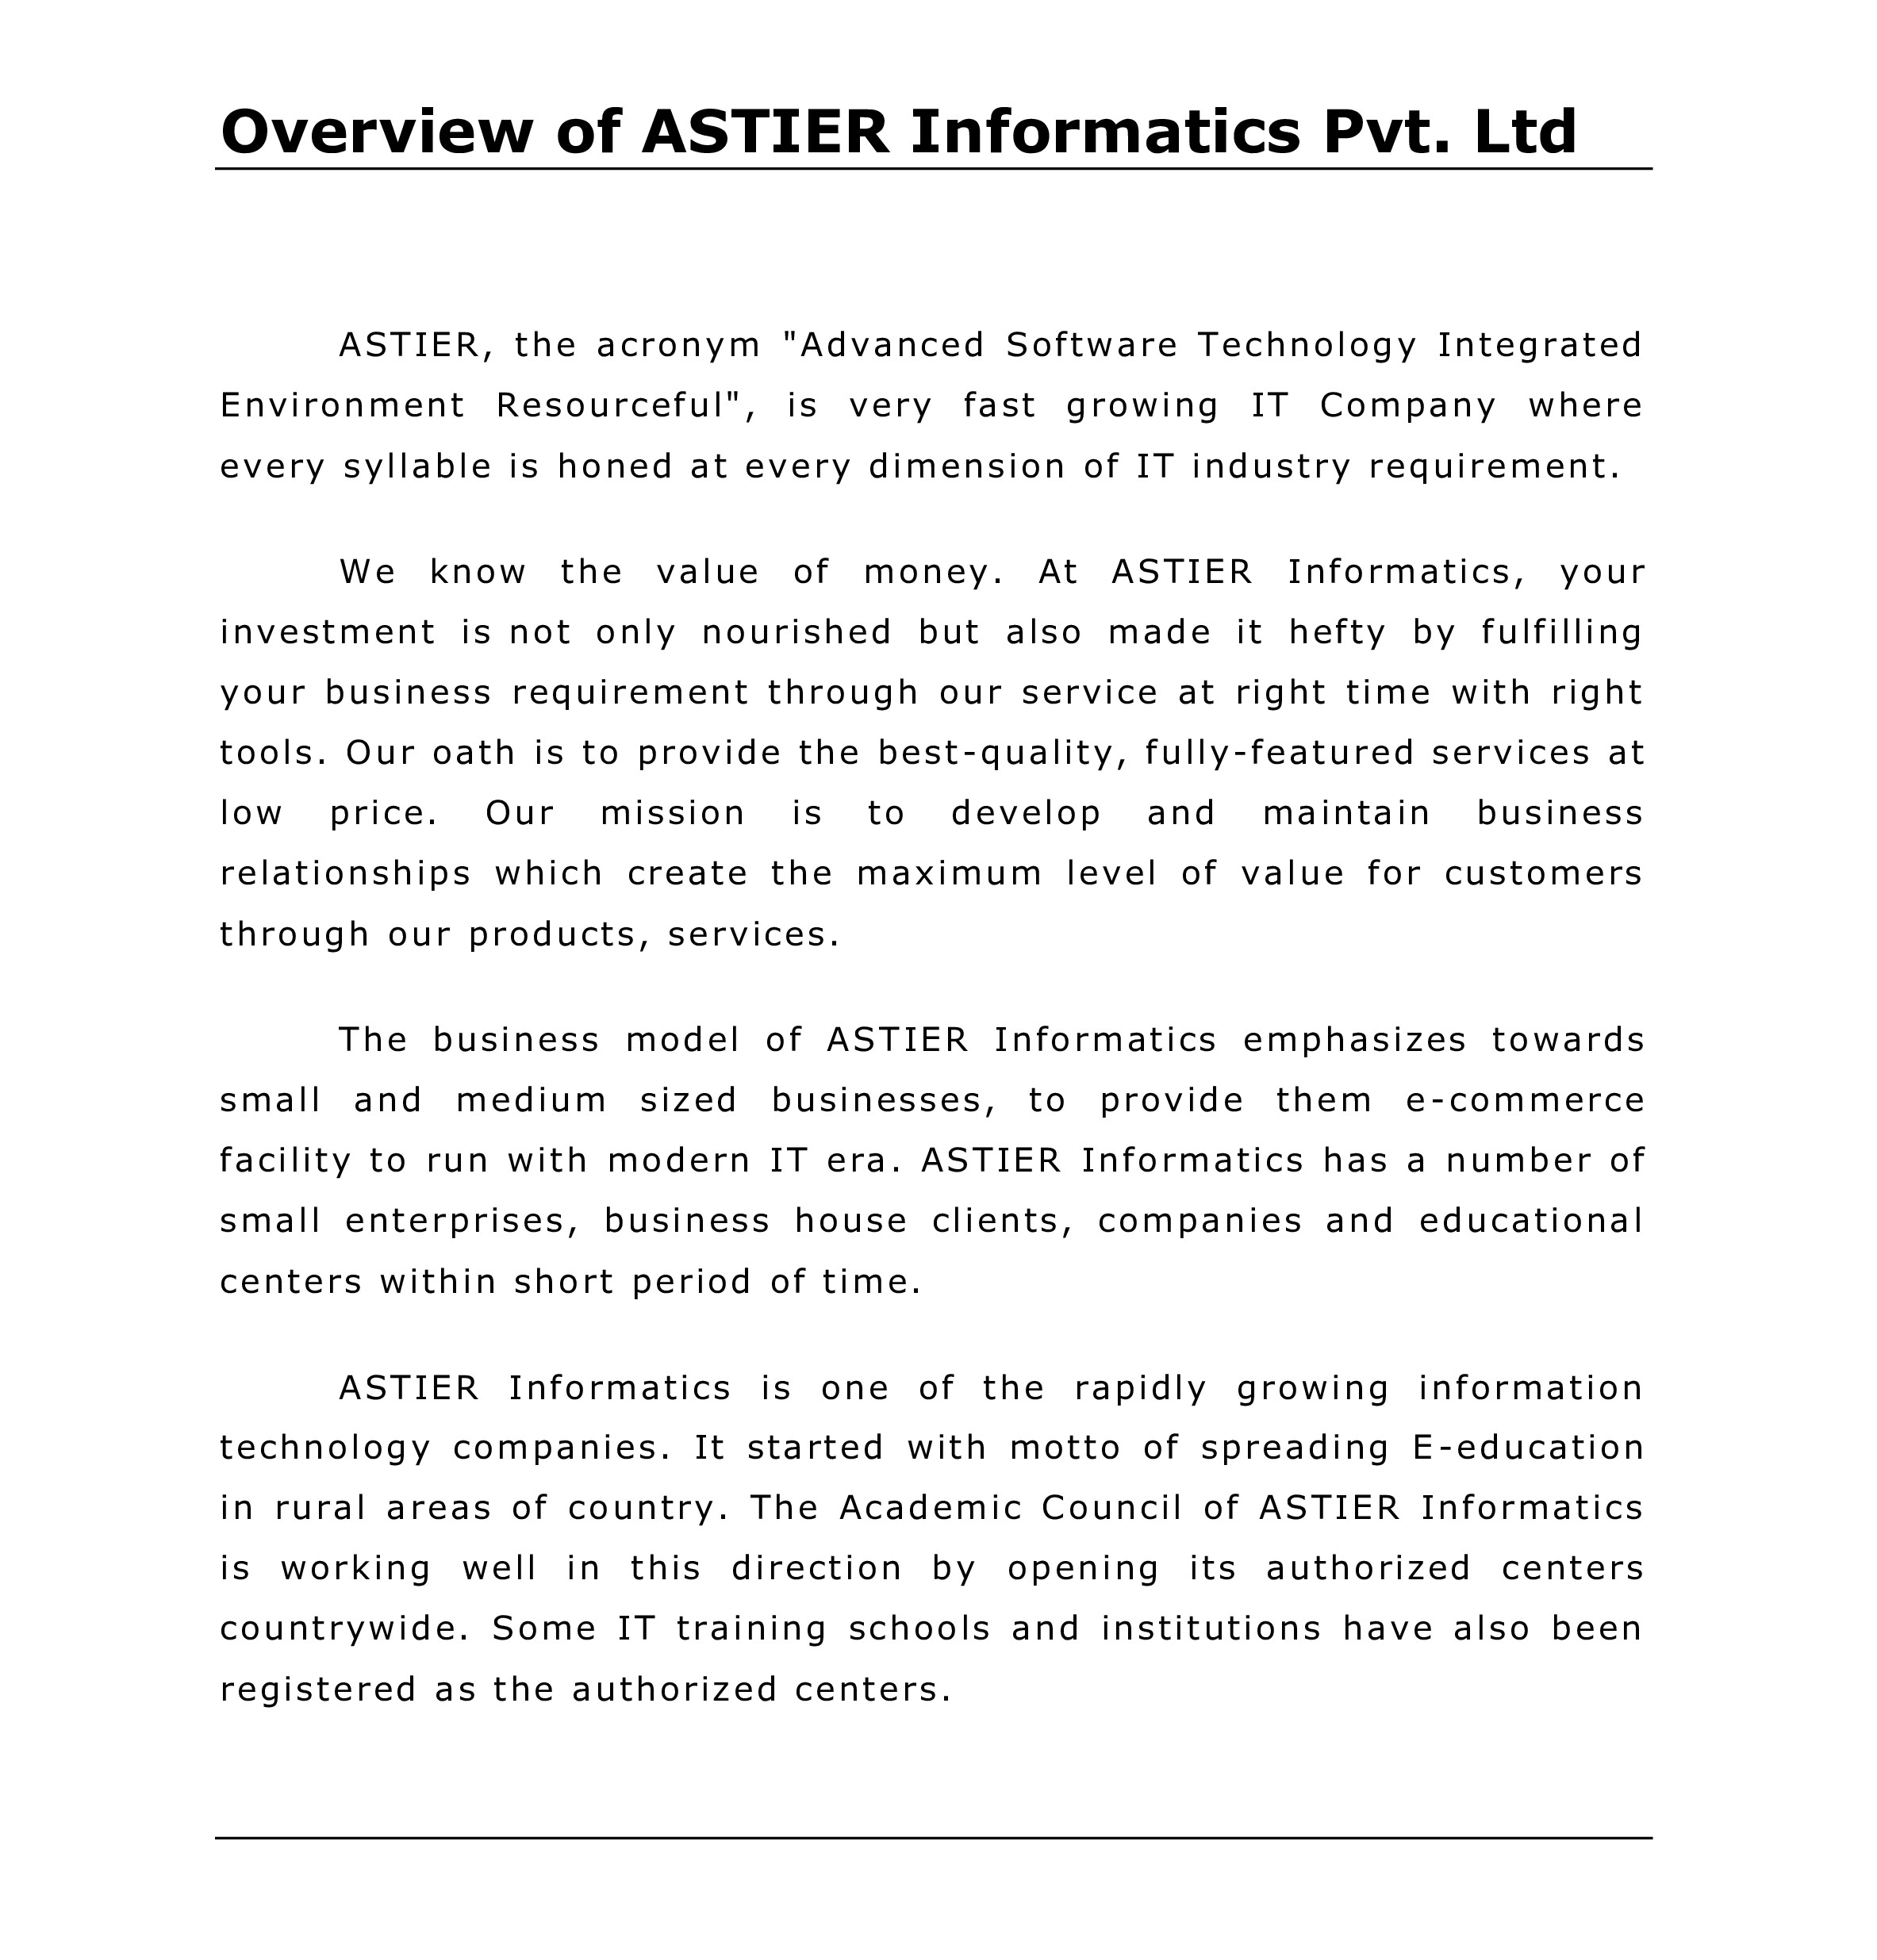 Overview of ASTIER Informatics Pvt. Ltd
ASTIER, the acronym "Advanced Software Technology Integrated
Environment Resourceful", is very fast growing IT Company where
every syllable is honed at every dimension of IT industry requirement.
We know the value of money. At ASTIER Informatics, your
investment is not only nourished but also made it hefty by fulfilling
your business requirement through our service at right time with right
tools. Our oath is to provide the best-quality, fully-featured services at
low price. Our mission is to develop and maintain business
relationships which create the maximum level of value for customers
through our products, services.
The business model of ASTIER Informatics emphasizes towards
small and medium sized businesses, to provide them e-commerce
facility to run with modern IT era. ASTIER Informatics has a number of
small enterprises, business house clients, companies and educational
centers within short period of time.
ASTIER Informatics is one of the rapidly growing information
technology companies. It started with motto of spreading E-education
in rural areas of country. The Academic Council of ASTIER Informatics
is working well in this direction by opening its authorized centers
countrywide. Some IT training schools and institutions have also been
registered as the authorized centers.